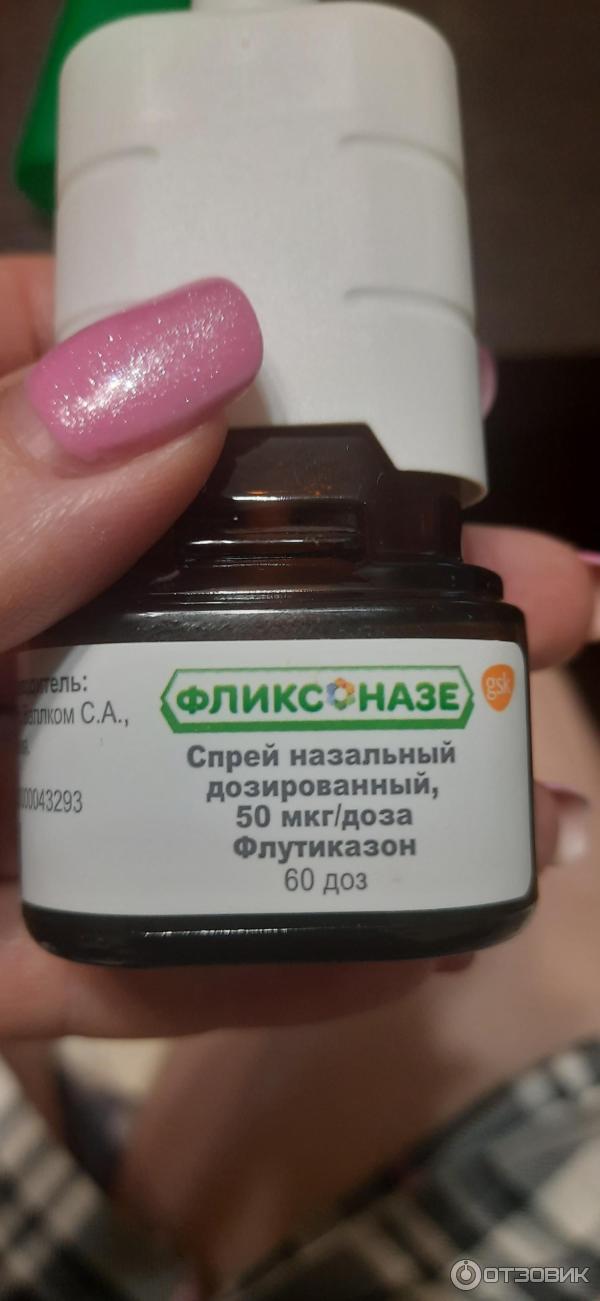 ФЛИКСОНАЗЕ
gsk
Спрей назальный
дозированный,
50 мкг/доза
Флутиказон
60 доз
С.А.,
ОТЗОВИК